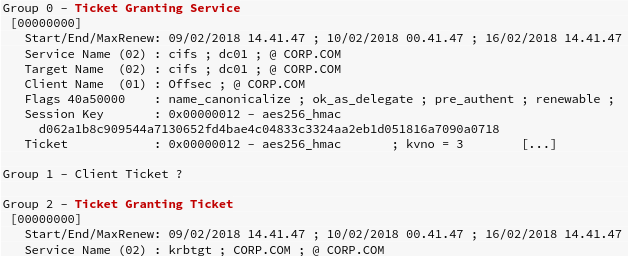 Group 0 - Ticket Granting Service
[00000000]
Start/End/MaxRenew: 09/02/2018 14.41.47 ; 10/02/2018 00.41.47 ; 16/02/2018 14.41.47
Service Name (02) : cifs ; dc01 ; @ CORP.COM
Target Name (02) : cifs ; dc01 ; @ CORP.COM
Client Name (01) : Offsec ; @ CORP.COM
Flags 40a50000 : name_canonicalize ; ok_as_delegate ; pre_authent ; renewable ;
Session Key : 0x00000012 - aes256_hmac
d062a1b8c909544a7130652fd4bae4c04833c3324aa2eb1d051816a7090a0718
Ticket : 0x00000012 - aes256_hmac ; kvno = 3 [...]
Group 1 - Client Ticket ?
Group 2 - Ticket Granting Ticket
[00000000]
Start/End/MaxRenew: 09/02/2018 14.41.47 ; 10/02/2018 00.41.47 ; 16/02/2018 14.41.47
Service Name (02) : krbtgt ; CORP.COM ; @ CORP.COM